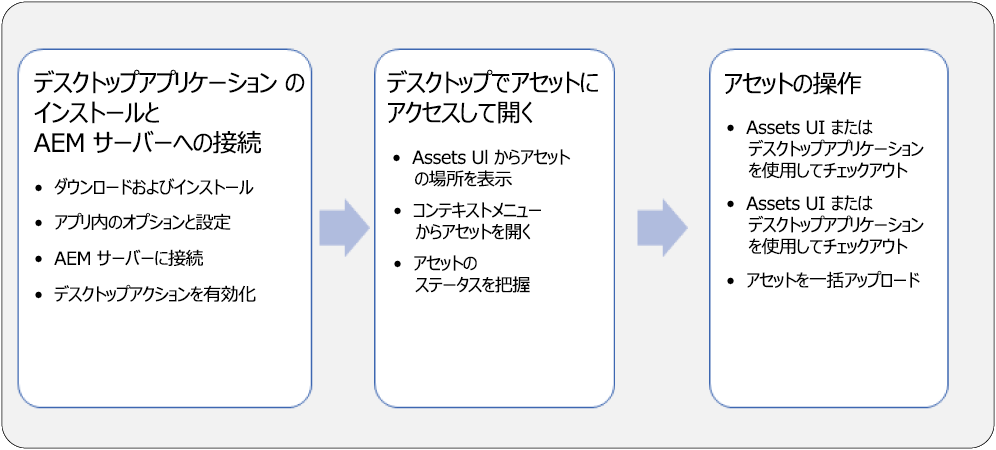 デスクトップアプリケーション の
インストールと
AEM サーバーへの接続
• ダウンロードおよびインストール
• アプリ内のオプションと設定
• AEM サーバーに接続
• デスクトップアクションを有効化
デスクトップでアセットに
アクセスして開く
• Assets UI からアセット
の場所を表示
• コンテキストメニュー
からアセットを開く
• アセットの
ステータスを把握
アセットの操作
• Assets UI または
デスクトップアプリケーション
を使用してチェックアウト
• Assets UI または
デスクトップアプリケーション
を使用してチェックアウト
• アセットを一括アップロード